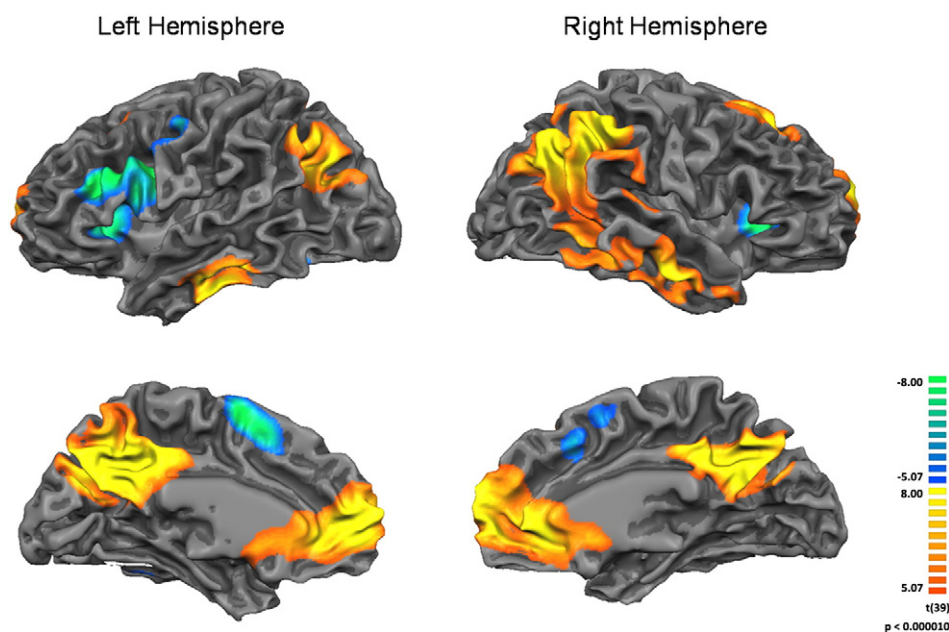 Left Hemisphere
Right Hemisphere
-8.00
-5.07
8.00
5.07
t(39)
p < 0.000010